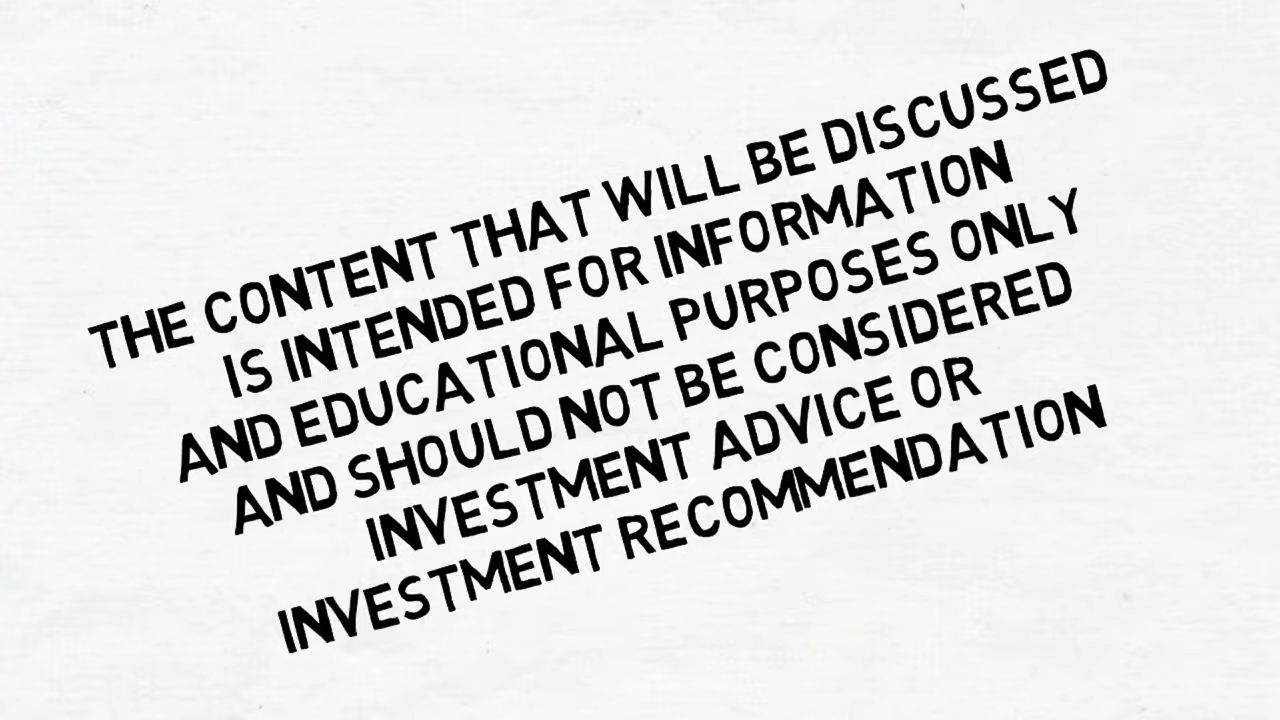 THE CONTENT THAT WILL BE DISCUSSED
IS INTENDED FOR INFORMATION
AND EDUCATIONAL PURPOSES ONLY
AND SHOULD NOT BE CONSIDERED
INVESTMENT ADVICE OR
INVESTMENT RECOMMENDATION